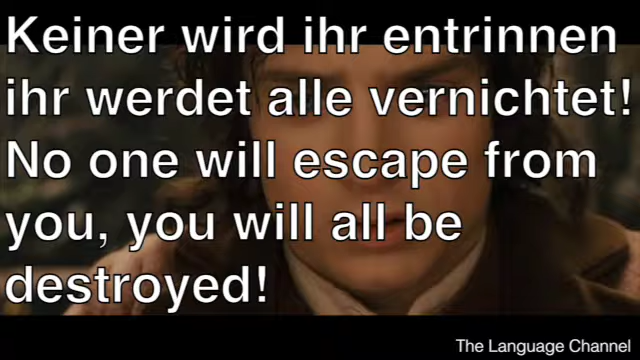 Keiner wird ihr entrinnen
ihr werdet alle vernichtet!
No one will escape from
you, you will all be
destroyed!
The Language Channel